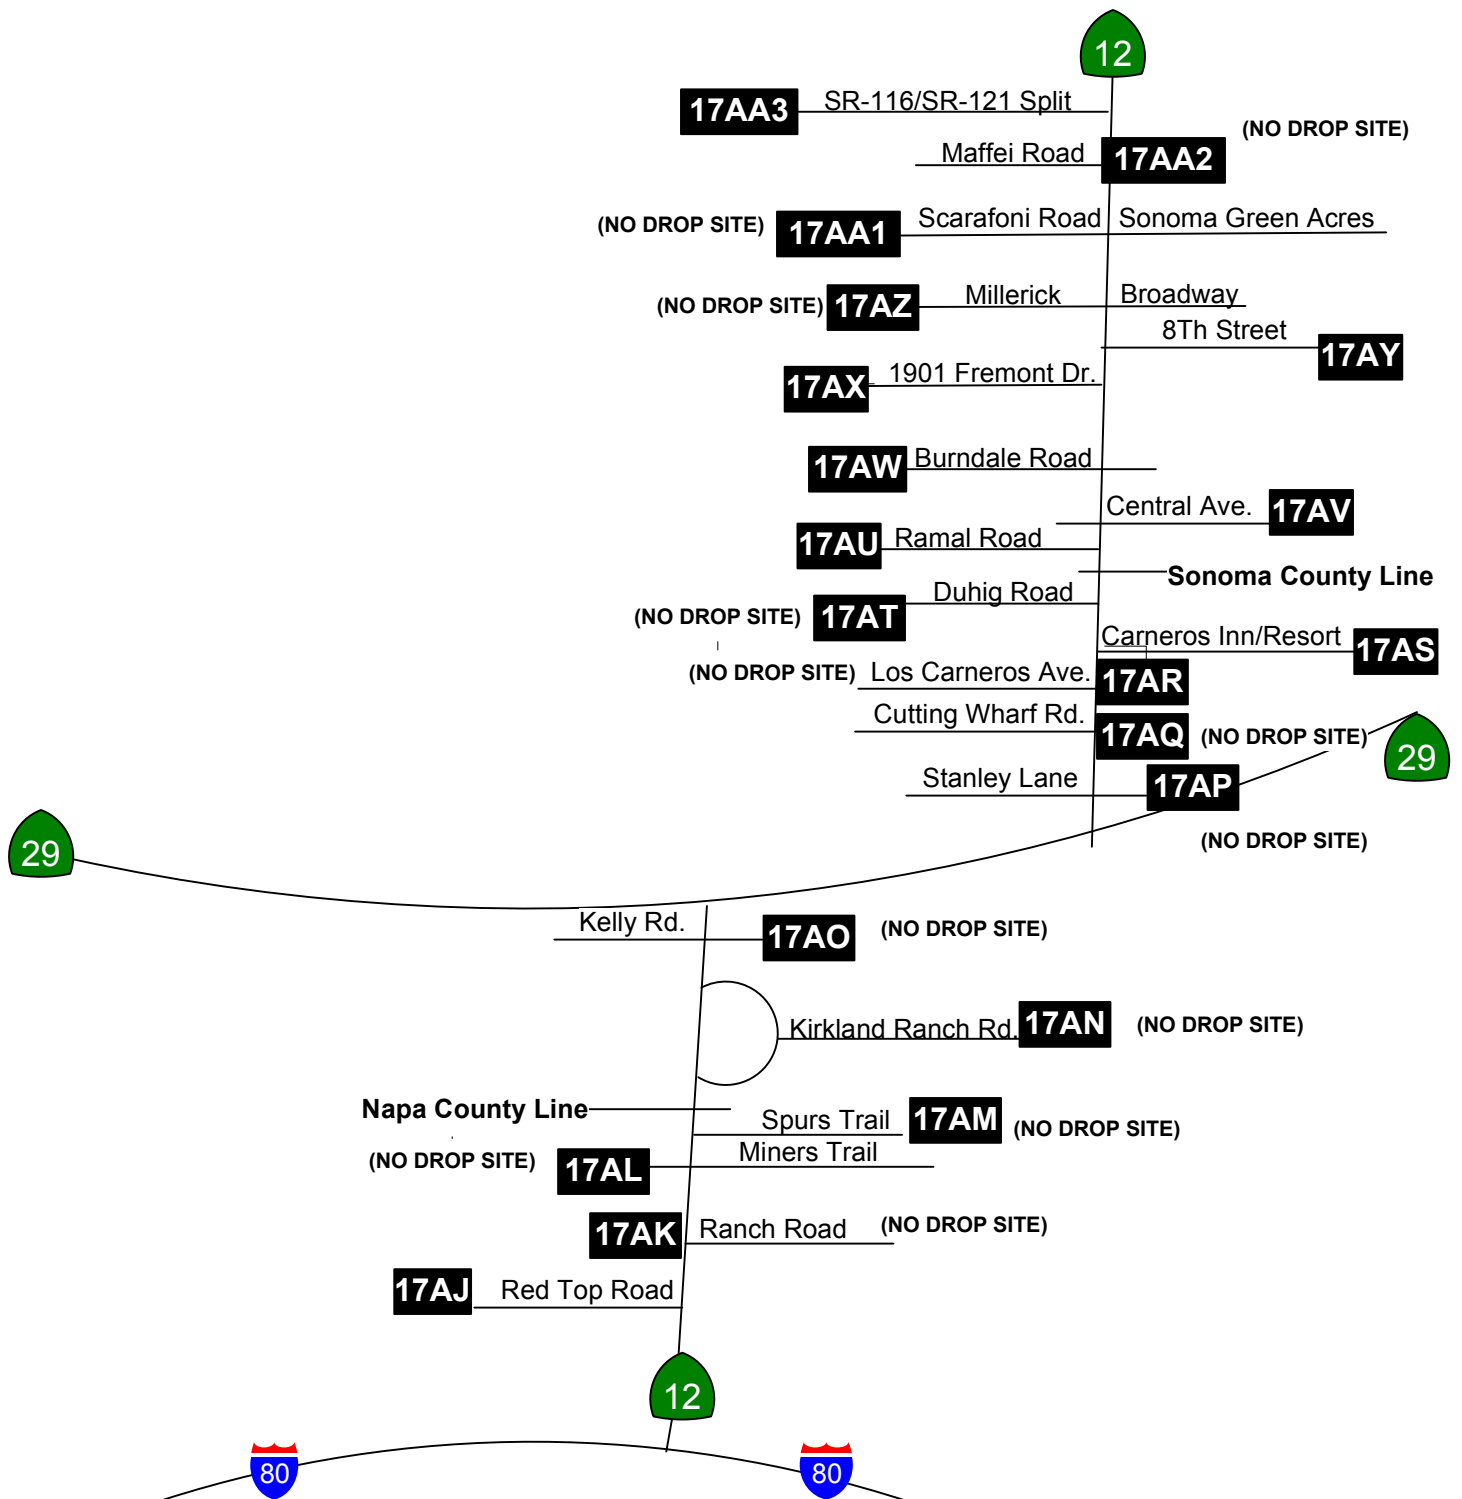 12
17AA3 SR-116/SR-121 Split
(NO DROP SITE)
Maffei Road 17AA2
(NO DROP SITE) 17AA1 Scarafoni Road Sonoma Green Acres
(NO DROP SITE) 17AZ Millerick Broadway
8Th Street 17AY
17AX 1901 Fremont Dr.
17AW Burndale Road
Central Ave. 17AV
17AU Ramal Road
Sonoma County Line
Duhig Road
(NO DROP SITE) 17AT
Carneros Inn/Resort 17AS
(NO DROP SITE) Los Carneros Ave. 17AR
Cutting Wharf Rd. 17AQ (NO DROP SITE)
29
Stanley Lane 17AP
(NO DROP SITE)
29
Kelly Rd. 17AO (NO DROP SITE)
Kirkland Ranch Rd. 17AN (NO DROP SITE)
Napa County Line
Spurs Trail 17AM (NO DROP SITE)
(NO DROP SITE) 17AL Miners Trail
17AK Ranch Road (NO DROP SITE)
17AJ Red Top Road
12
80 80